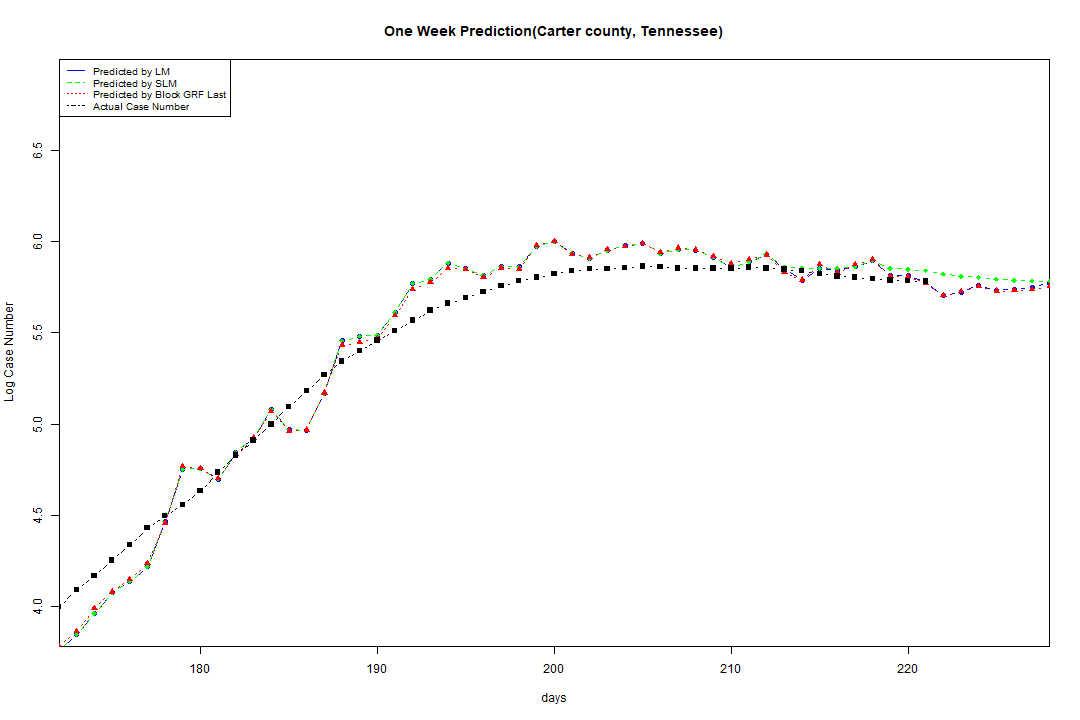 One Week Prediction(Carter county, Tennessee)
Predicted by LM
Predicted by SLM
Predicted by Block GRF Last
Actual Case Number
6.5
6.0
5.5
5.0
4.5
4.0
Log Case Number
180 190 200 210 220
days